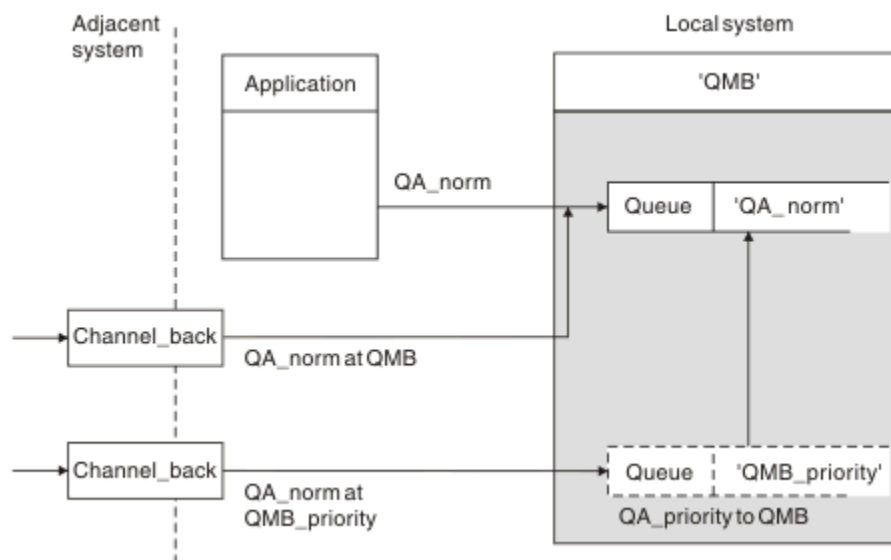 Adjacent
system
Local system
Application
'QMB'
QA_norm
Queue
'QA_norm'
Channel_back
QA_norm at QMB
Channel_back
QA_norm at
QMB_priority
Queue
'QMB_priority'
QA_priority to QMB